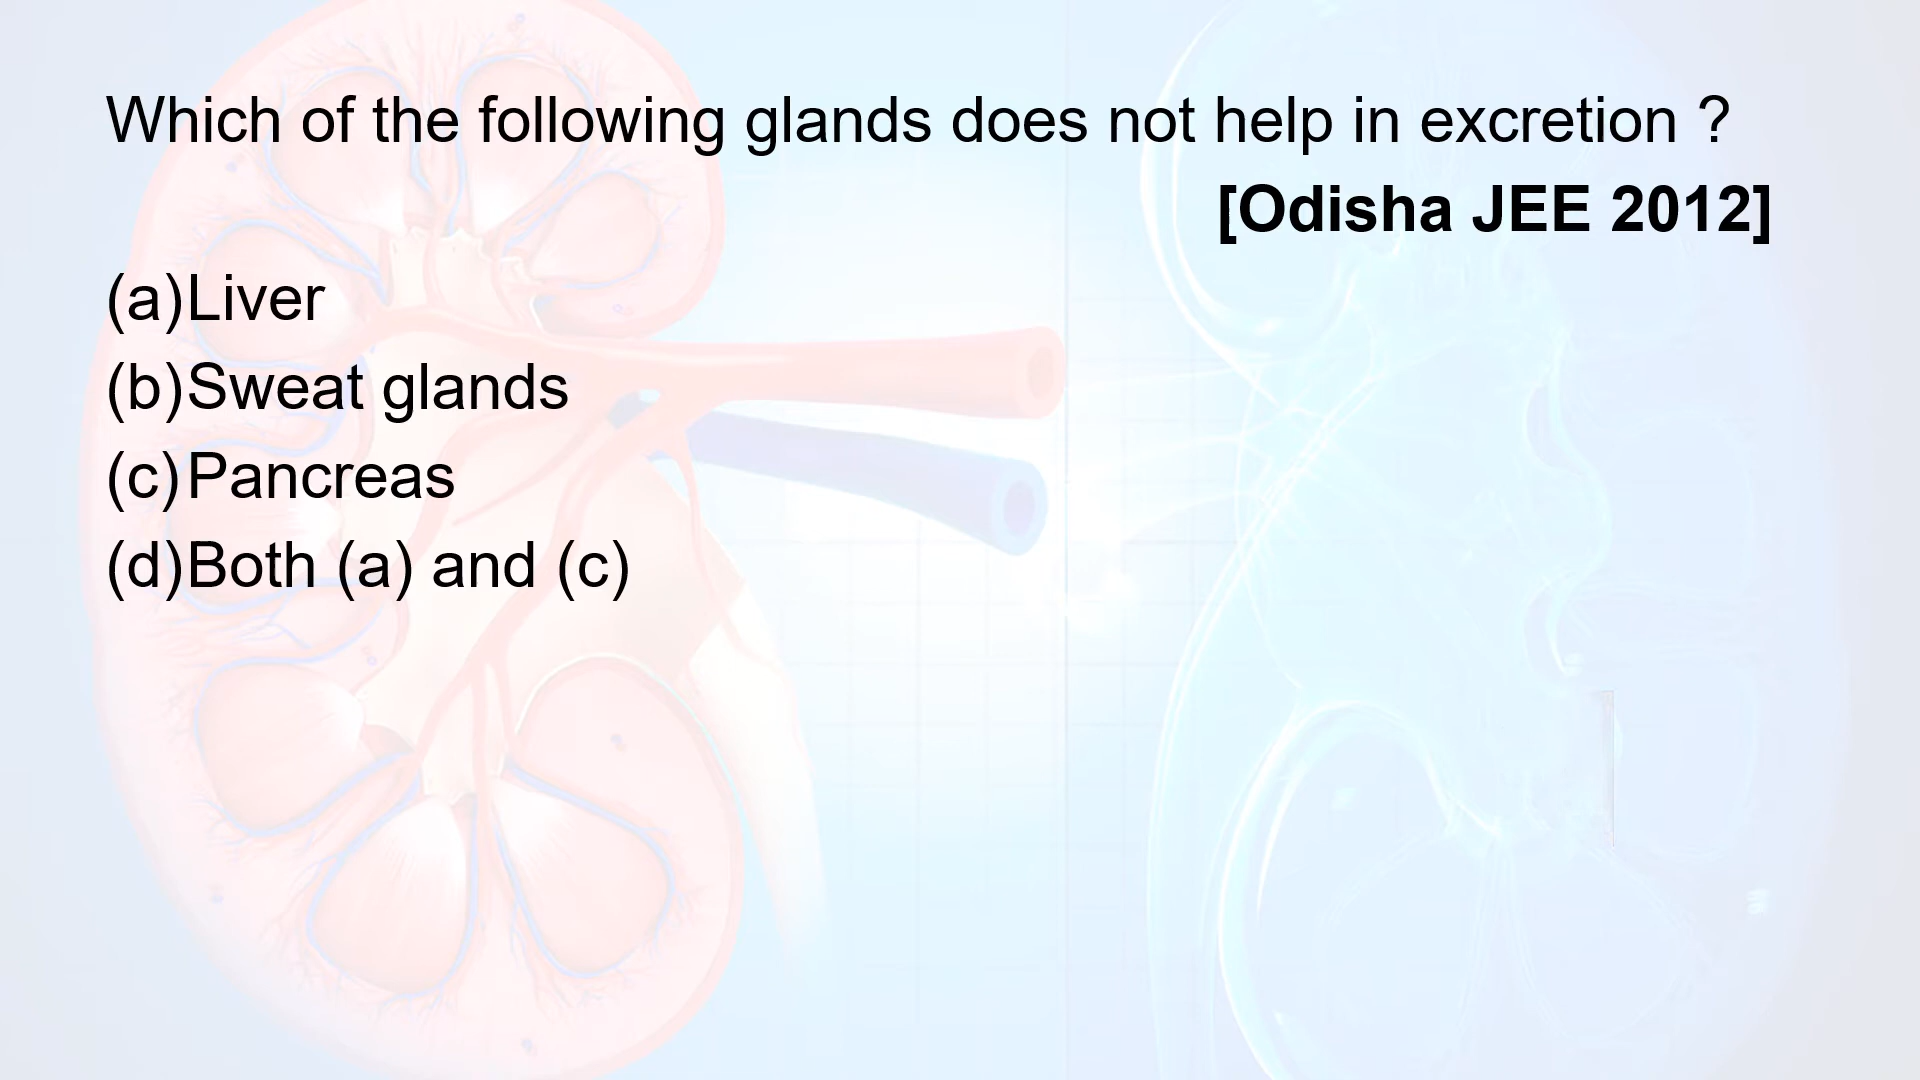 Which of the following glands does not help in excretion ?
[Odisha JEE 2012]
(a)Liver
(b)Sweat glands
(c)Pancreas
(d)Both (a) and (c)